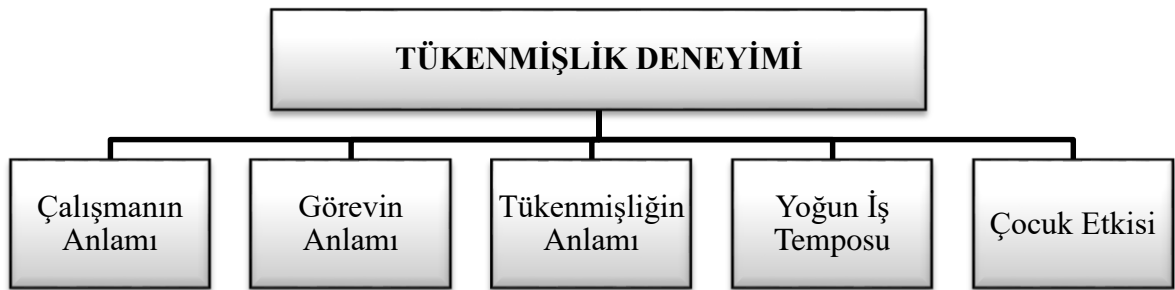 TÜKENMİŞLİK DENEYİMİ
Çalışmanın
Anlamı
Görevin
Anlamı
Tükenmişliğin
Anlamı
Yoğun İş
Temposu
Çocuk Etkisi